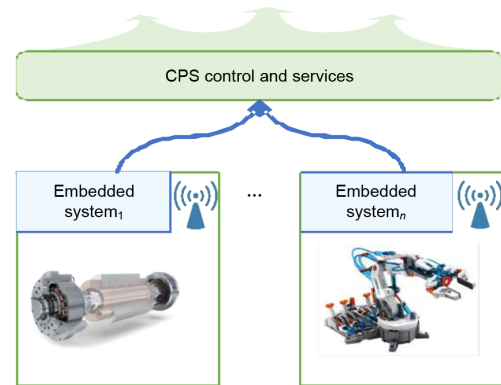 CPS control and services
Embedded
system₁
...
Embedded
systemₙ